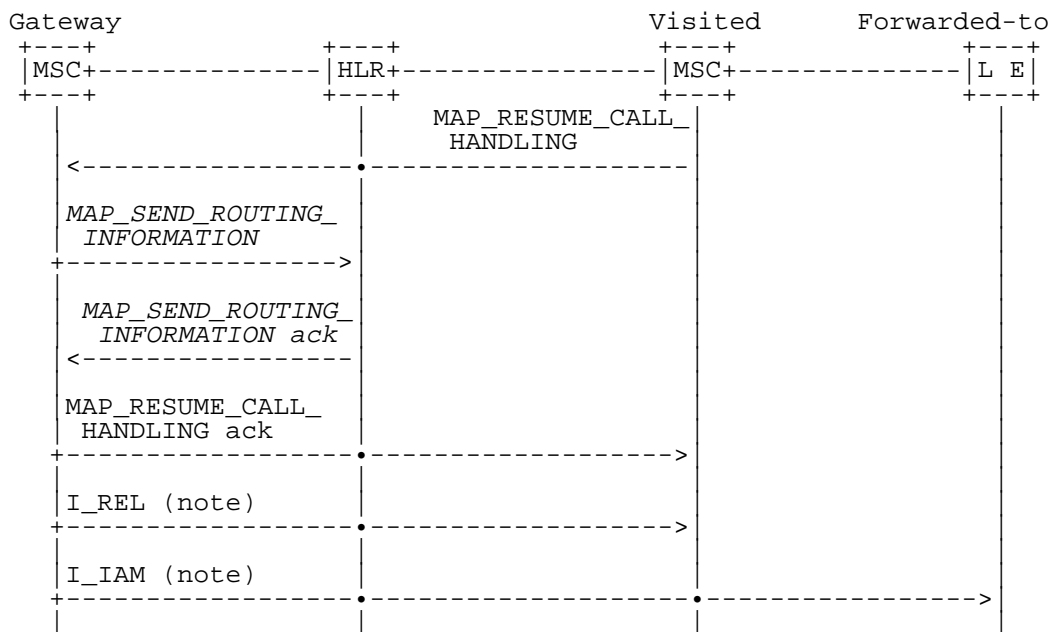 Gateway Visited Forwarded-to
MSC HLR MSC L E
MAP_RESUME_CALL_
HANDLING
MAP_SEND_ROUTING_
INFORMATION
MAP_SEND_ROUTING_
INFORMATION ack
MAP_RESUME_CALL_
HANDLING ack
I_REL (note)
I_IAM (note)